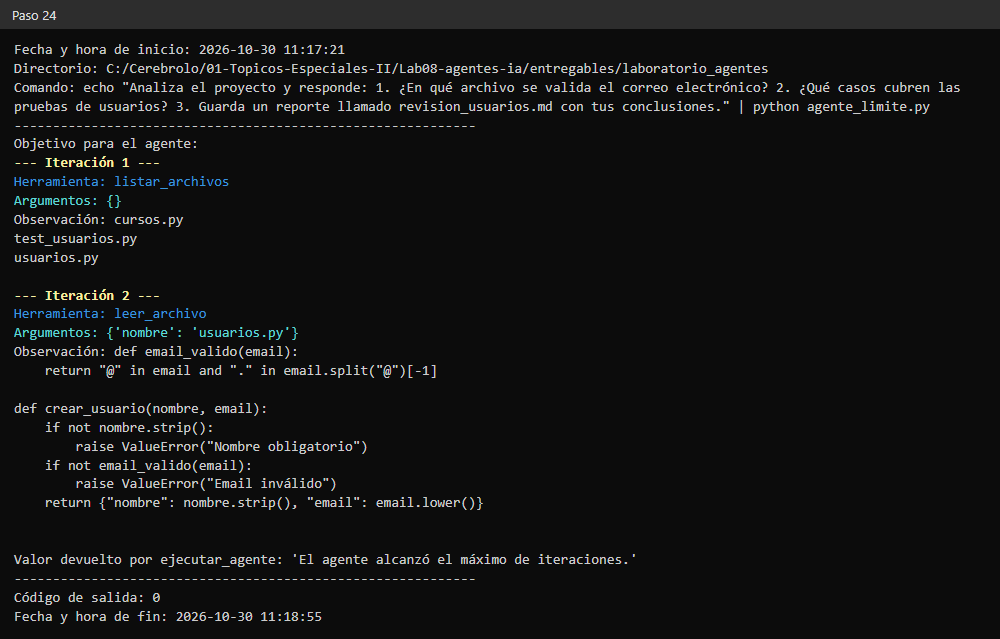 Paso 24
Fecha y hora de inicio: 2026-10-30 11:17:21
Directorio: C:/Cerebrolo/01-Topicos-Especiales-II/Lab08-agentes-ia/entregables/laboratorio_agentes
Comando: echo "Analiza el proyecto y responde: 1. ¿En qué archivo se valida el correo electrónico? 2. ¿Qué casos cubren las
pruebas de usuarios? 3. Guarda un reporte llamado revision_usuarios.md con tus conclusiones." | python agente_limite.py
------------------------------------------------------------
Objetivo para el agente:
--- Iteración 1 ---
Herramienta: listar_archivos
Argumentos: {}
Observación: cursos.py
test_usuarios.py
usuarios.py
--- Iteración 2 ---
Herramienta: leer_archivo
Argumentos: {'nombre': 'usuarios.py'}
Observación: def email_valido(email):
    return "@" in email and "." in email.split("@")[-1]
def crear_usuario(nombre, email):
    if not nombre.strip():
        raise ValueError("Nombre obligatorio")
    if not email_valido(email):
        raise ValueError("Email inválido")
    return {"nombre": nombre.strip(), "email": email.lower()}
Valor devuelto por ejecutar_agente: 'El agente alcanzó el máximo de iteraciones.'
------------------------------------------------------------
Código de salida: 0
Fecha y hora de fin: 2026-10-30 11:18:55